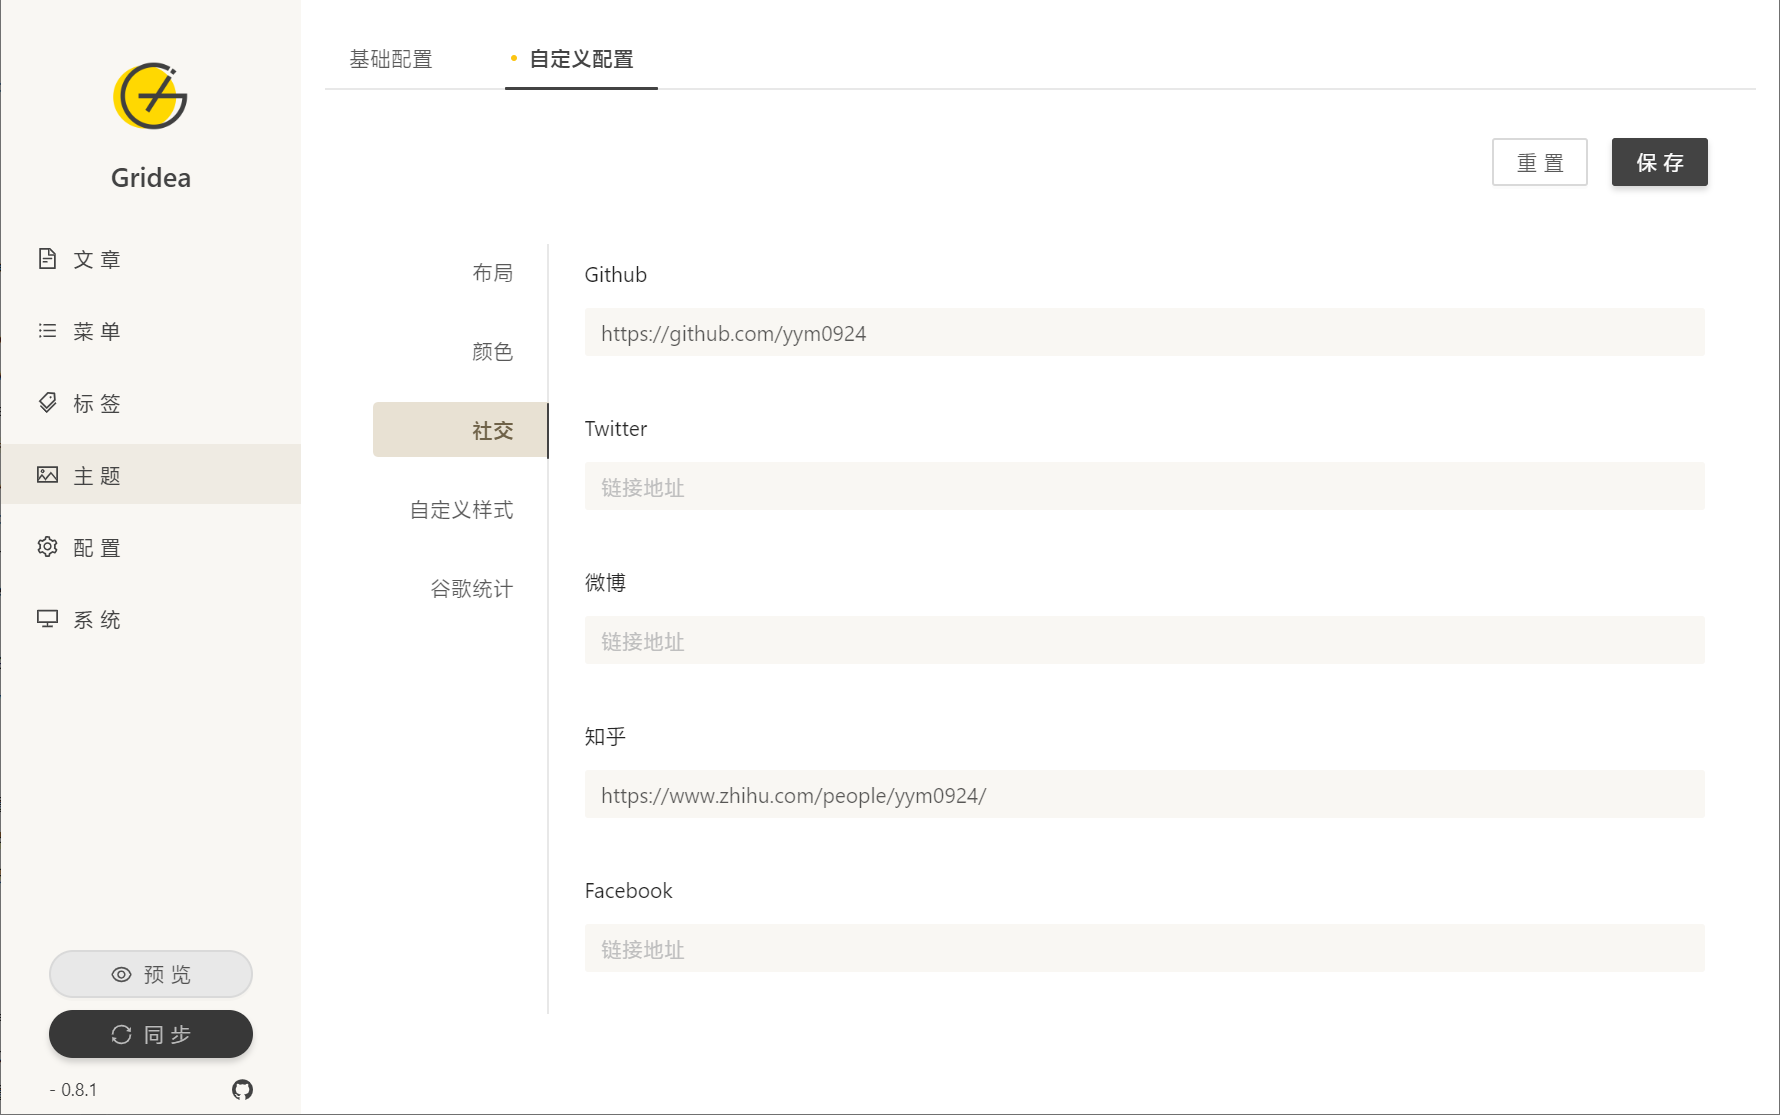 Gridea
文章
菜单
标签
主题
配置
系统
预览
同步
- 0.8.1
基础配置
自定义配置
重置
保存
布局
颜色
社交
自定义样式
谷歌统计
Github
https://github.com/yym0924
Twitter
链接地址
微博
链接地址
知乎
https://www.zhihu.com/people/yym0924/
Facebook
链接地址